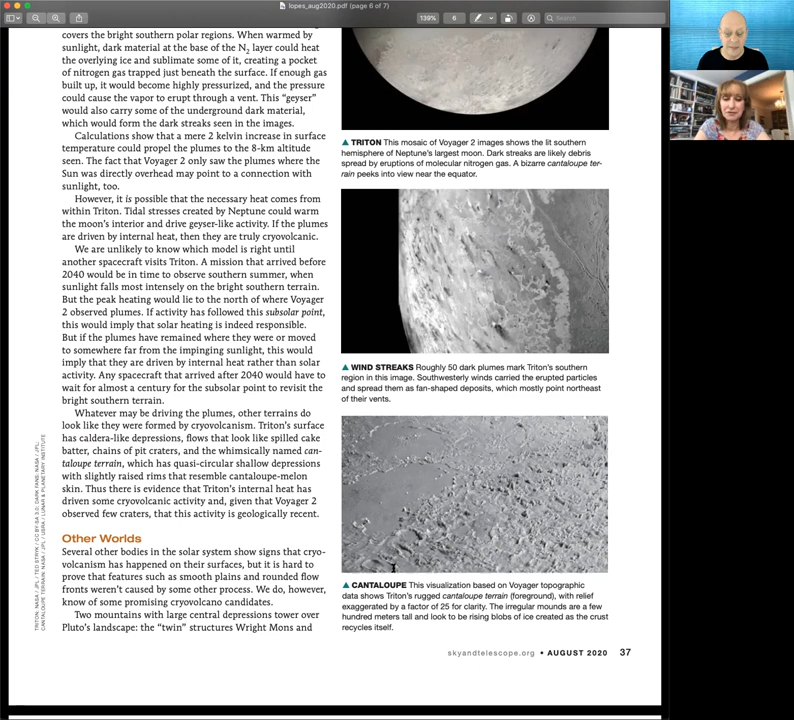 lopes_aug2020.pdf (page 6 of 7)
139%
6
Search
covers the bright southern polar regions. When warmed by
sunlight, dark material at the base of the N2 layer could heat
the overlying ice and sublimate some of it, creating a pocket
of nitrogen gas trapped just beneath the surface. If enough gas
built up, it would become highly pressurized, and the pressure
could cause the vapor to erupt through a vent. This “geyser”
would also carry some of the underground dark material,
which would form the dark streaks seen in the images.
Calculations show that a mere 2 kelvin increase in surface
temperature could propel the plumes to the 8-km altitude
seen. The fact that Voyager 2 only saw the plumes where the
Sun was directly overhead may point to a connection with
sunlight, too.
However, it is possible that the necessary heat comes from
within Triton. Tidal stresses created by Neptune could warm
the moon’s interior and drive geyser-like activity. If the plumes
are driven by internal heat, then they are truly cryovolcanic.
We are unlikely to know which model is right until
another spacecraft visits Triton. A mission that arrived before
2040 would be in time to observe southern summer, when
sunlight falls most intensely on the bright southern terrain.
But the peak heating would lie to the north of where Voyager
2 observed plumes. If activity has followed this subsolar point,
this would imply that solar heating is indeed responsible.
But if the plumes have remained where they were or moved
to somewhere far from the impinging sunlight, this would
imply that they are driven by internal heat rather than solar
activity. Any spacecraft that arrived after 2040 would have to
wait for almost a century for the subsolar point to revisit the
bright southern terrain.
Whatever may be driving the plumes, other terrains do
look like they were formed by cryovolcanism. Triton’s surface
has caldera-like depressions, flows that look like spilled cake
batter, chains of pit craters, and the whimsically named can-
taloupe terrain, which has quasi-circular shallow depressions
with slightly raised rims that resemble cantaloupe-melon
skin. Thus there is evidence that Triton’s internal heat has
driven some cryovolcanic activity and, given that Voyager 2
observed few craters, that this activity is geologically recent.
Other Worlds
Several other bodies in the solar system show signs that cryo-
volcanism has happened on their surfaces, but it is hard to
prove that features such as smooth plains and rounded flow
fronts weren’t caused by some other process. We do, however,
know of some promising cryovolcano candidates.
Two mountains with large central depressions tower over
Pluto’s landscape: the “twin” structures Wright Mons and
TRITON: NASA / JPL / TED STRYK / CC BY-SA 3.0; DARK FANS: NASA / JPL;
CANTALOUPE TERRAIN: NASA / JPL / USRA / LUNAR & PLANETARY INSTITUTE
▲ TRITON This mosaic of Voyager 2 images shows the lit southern
hemisphere of Neptune’s largest moon. Dark streaks are likely debris
spread by eruptions of molecular nitrogen gas. A bizarre cantaloupe ter-
rain peeks into view near the equator.
▲ WIND STREAKS Roughly 50 dark plumes mark Triton’s southern
region in this image. Southwesterly winds carried the erupted particles
and spread them as fan-shaped deposits, which mostly point northeast
of their vents.
▲ CANTALOUPE This visualization based on Voyager topographic
data shows Triton’s rugged cantaloupe terrain (foreground), with relief
exaggerated by a factor of 25 for clarity. The irregular mounds are a few
hundred meters tall and look to be rising blobs of ice created as the crust
recycles itself.
skyandtelescope.org • AUGUST 2020 37